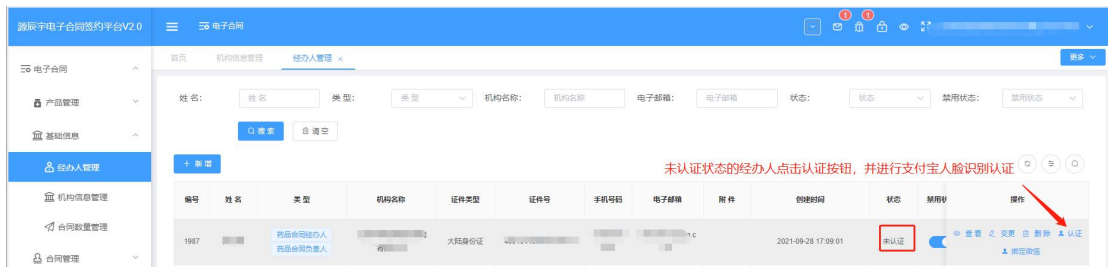 源辰宇电子合同签约平台V2.0 电子合同 1 1
首页 机构信息管理 经办人管理 × 更多
电子合同
产品管理
基础信息
经办人管理
机构信息管理
合同数量管理
合同管理
姓 名: 姓 名 类 型: 类 型 机构名称: 机构名称 电子邮箱: 电子邮箱 状态: 状态 禁用状态: 禁用状态
搜 索 清 空
+ 新 增
未认证状态的经办人点击认证按钮，并进行支付宝人脸识别认证
编号 姓 名 类 型 机构名称 证件类型 证件号 手机号码 电子邮箱 附 件 创建时间 状态 禁用 操作
1987 药品合同经办人 大陆身份证 2021-09-28 17:09:01 未认证 查看 变更 删除 认证
药品合同负责人 绑定微信